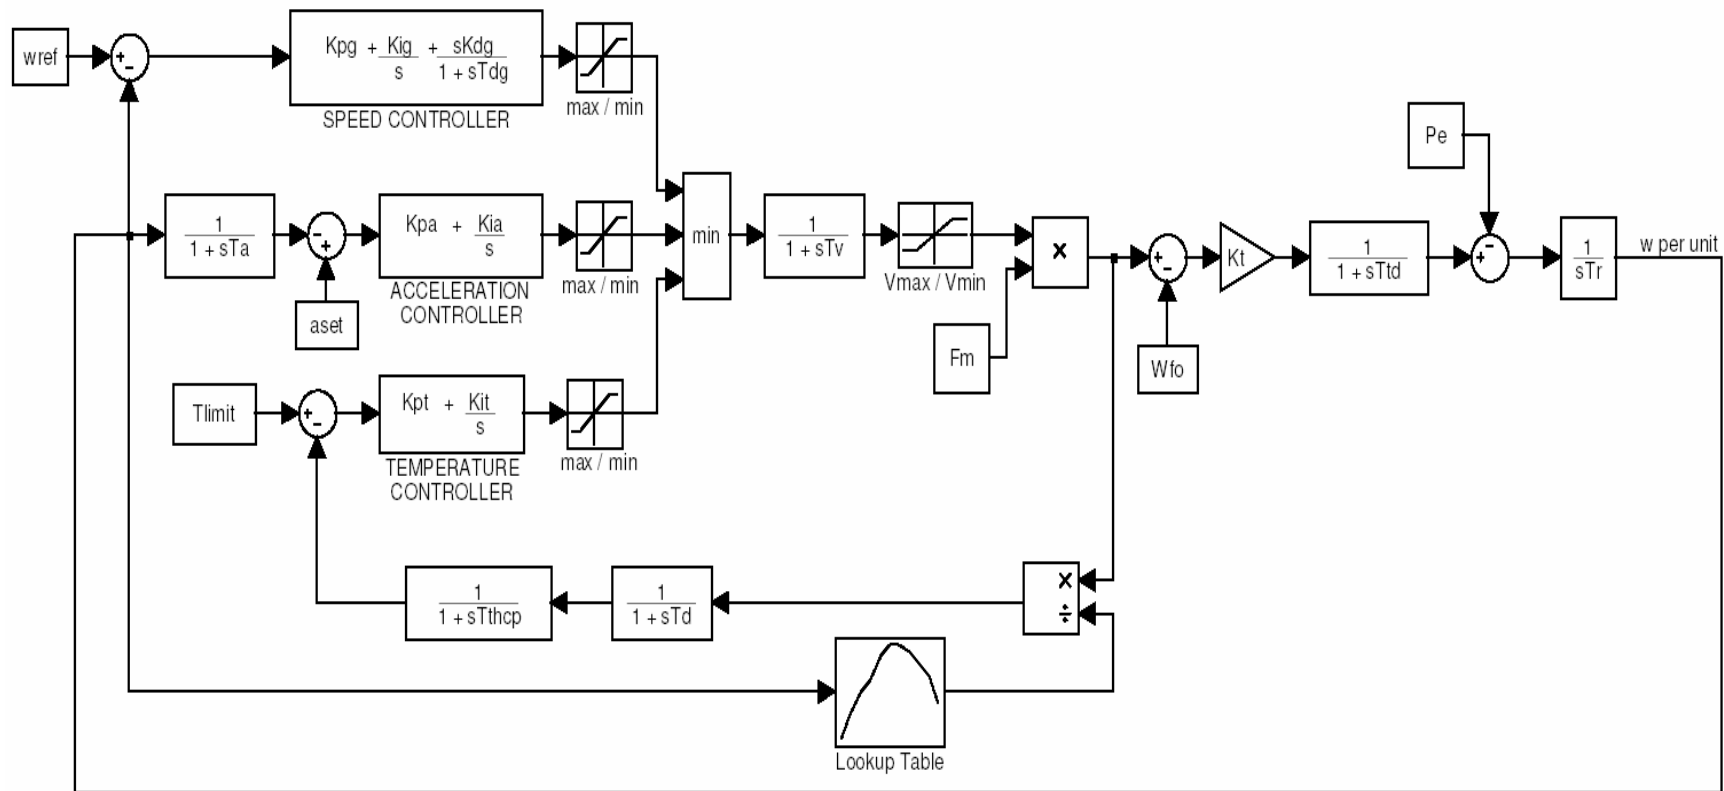 wref
+
-
Kpg + Kig/s + sKdg/(1 + sTdg)
SPEED CONTROLLER
max / min
1/(1 + sTa)
-
+
aset
Kpa + Kia/s
ACCELERATION
CONTROLLER
max / min
Tlimit
+
-
Kpt + Kit/s
TEMPERATURE
CONTROLLER
max / min
min
1/(1 + sTv)
Vmax / Vmin
Fm
×
+
-
Wfo
Kt
1/(1 + sTtd)
Pe
-
+
1/sTr
w per unit
1/(1 + sTthcp)
1/(1 + sTd)
×
÷
Lookup Table